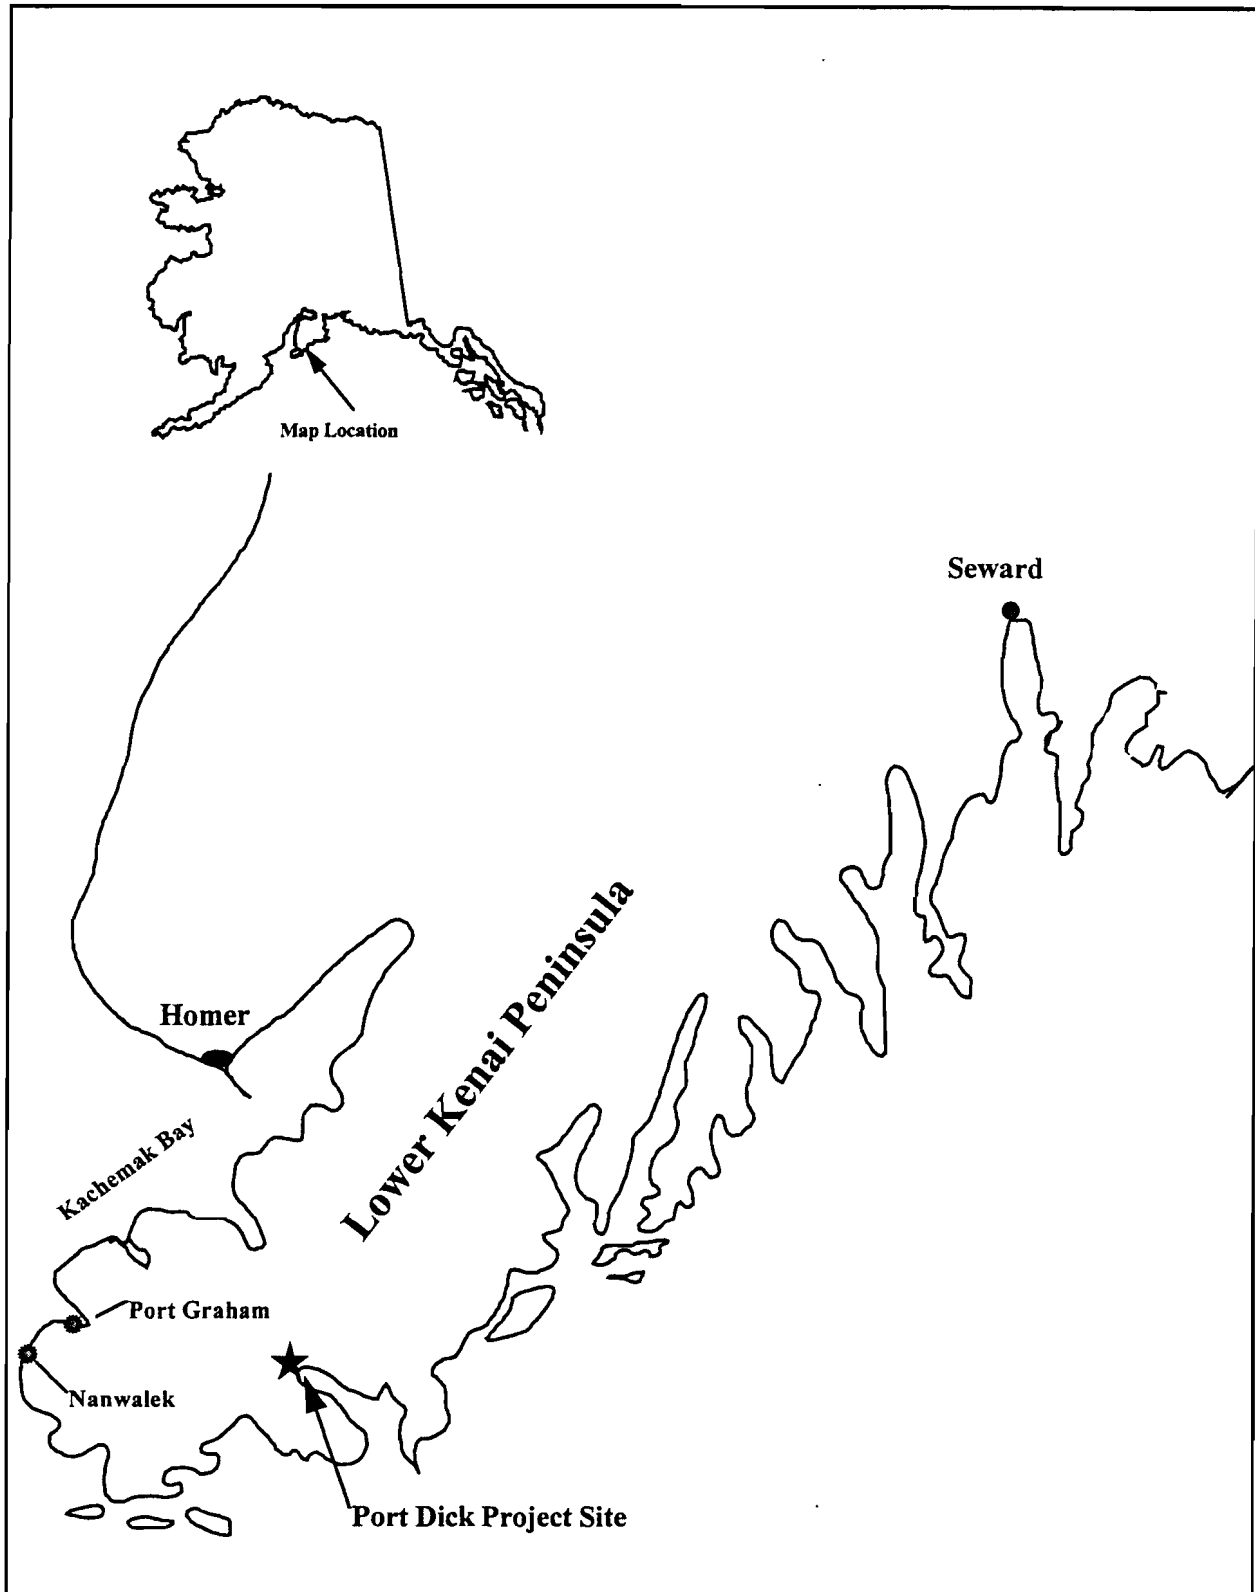 Map Location
Seward
Homer
Lower Kenai Peninsula
Kachemak Bay
Port Graham
Nanwalek
Port Dick Project Site